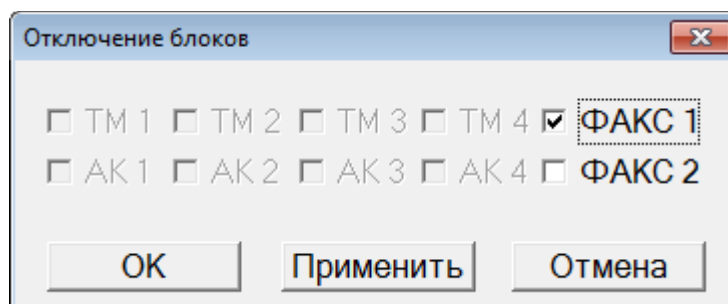 Отключение блоков
ТМ 1 ТМ 2 ТМ 3 ТМ 4 ФАКС 1
АК 1 АК 2 АК 3 АК 4 ФАКС 2
ОК Применить Отмена